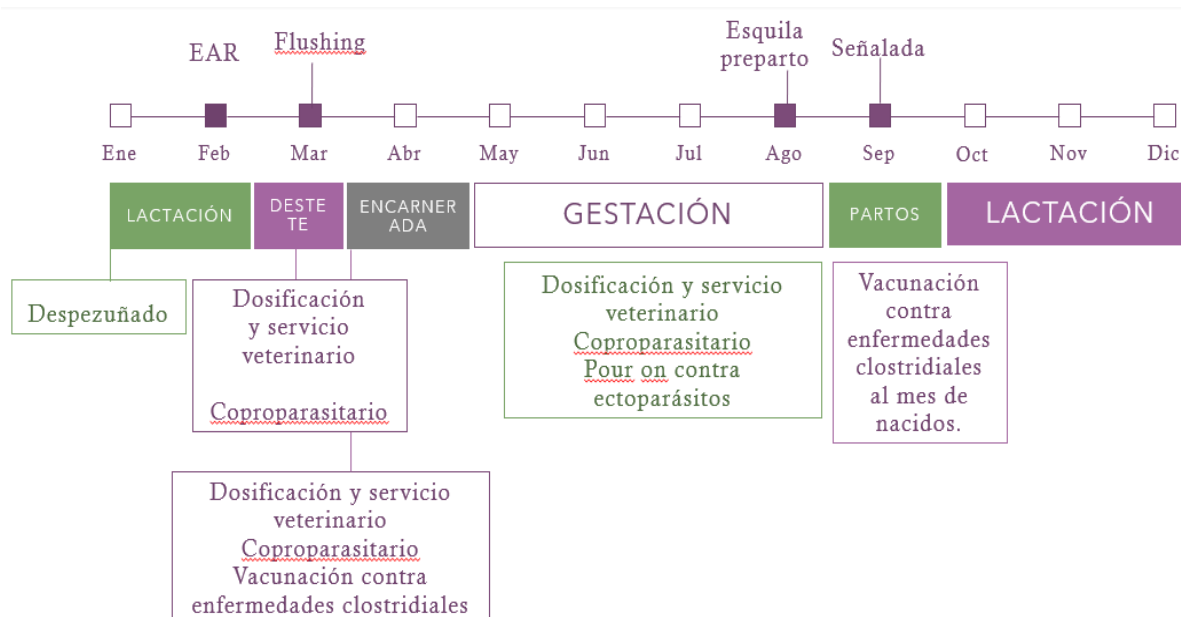 EAR
Flushing
Esquila
preparto
Señalada
Ene
Feb
Mar
Abr
May
Jun
Jul
Ago
Sep
Oct
Nov
Dic
LACTACIÓN
DESTE
TE
ENCARNER
ADA
GESTACIÓN
PARTOS
LACTACIÓN
Despezuñado
Dosificación
y servicio
veterinario
Coproparasitario
Dosificación y servicio
veterinario
Coproparasitario
Pour on contra
ectoparásitos
Vacunación
contra
enfermedades
clostridiales
al mes de
nacidos.
Dosificación y servicio
veterinario
Coproparasitario
Vacunación contra
enfermedades clostridiales